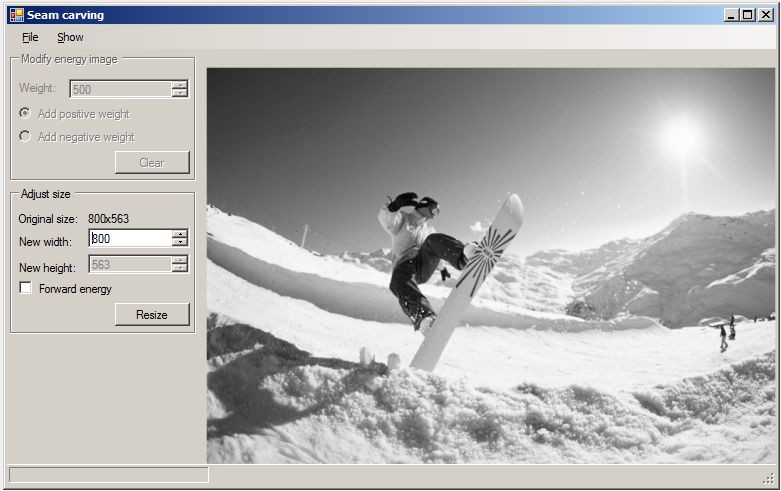 Seam carving
File Show
Modify energy image
Weight: 500
Add positive weight
Add negative weight
Clear
Adjust size
Original size: 800x563
New width: 800
New height: 563
Forward energy
Resize